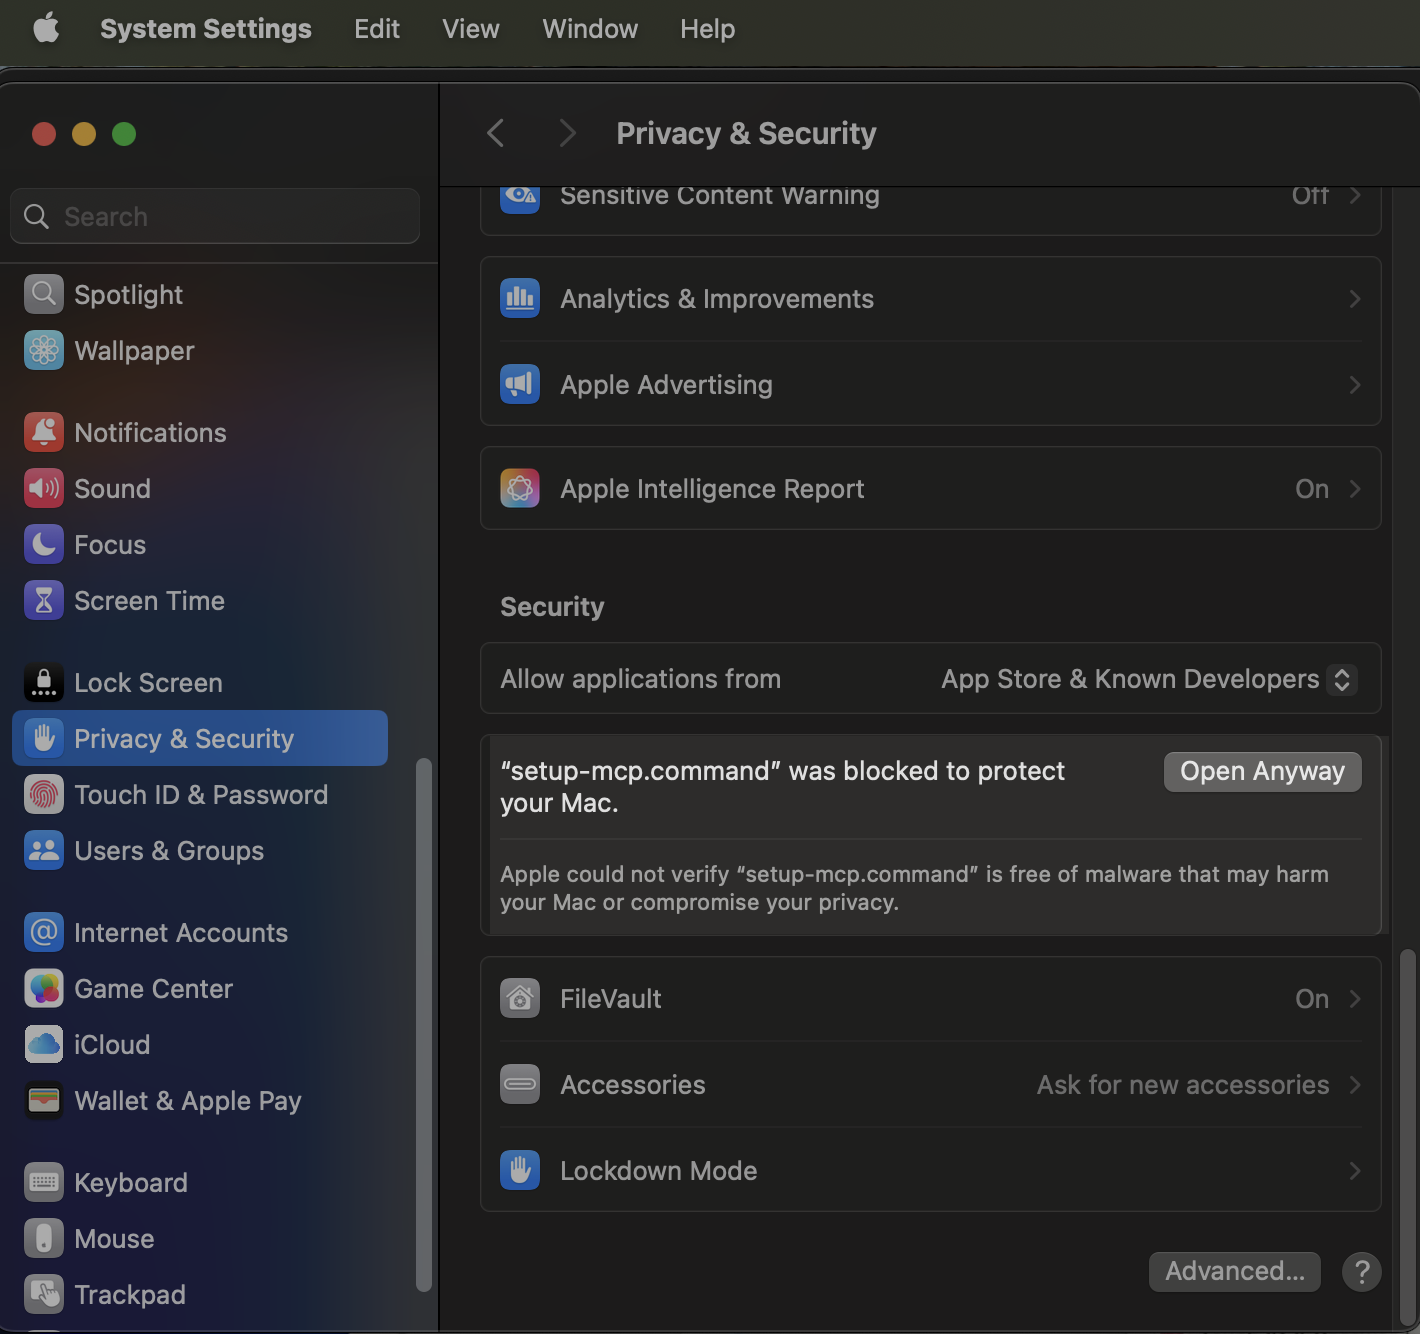 System Settings Edit View Window Help
Privacy & Security
Search
Spotlight
Wallpaper
Notifications
Sound
Focus
Screen Time
Lock Screen
Privacy & Security
Touch ID & Password
Users & Groups
Internet Accounts
Game Center
iCloud
Wallet & Apple Pay
Keyboard
Mouse
Trackpad
Sensitive Content Warning Off
Analytics & Improvements
Apple Advertising
Apple Intelligence Report On
Security
Allow applications from App Store & Known Developers
“setup-mcp.command” was blocked to protect
your Mac.
Open Anyway
Apple could not verify “setup-mcp.command” is free of malware that may harm
your Mac or compromise your privacy.
FileVault On
Accessories Ask for new accessories
Lockdown Mode
Advanced... ?